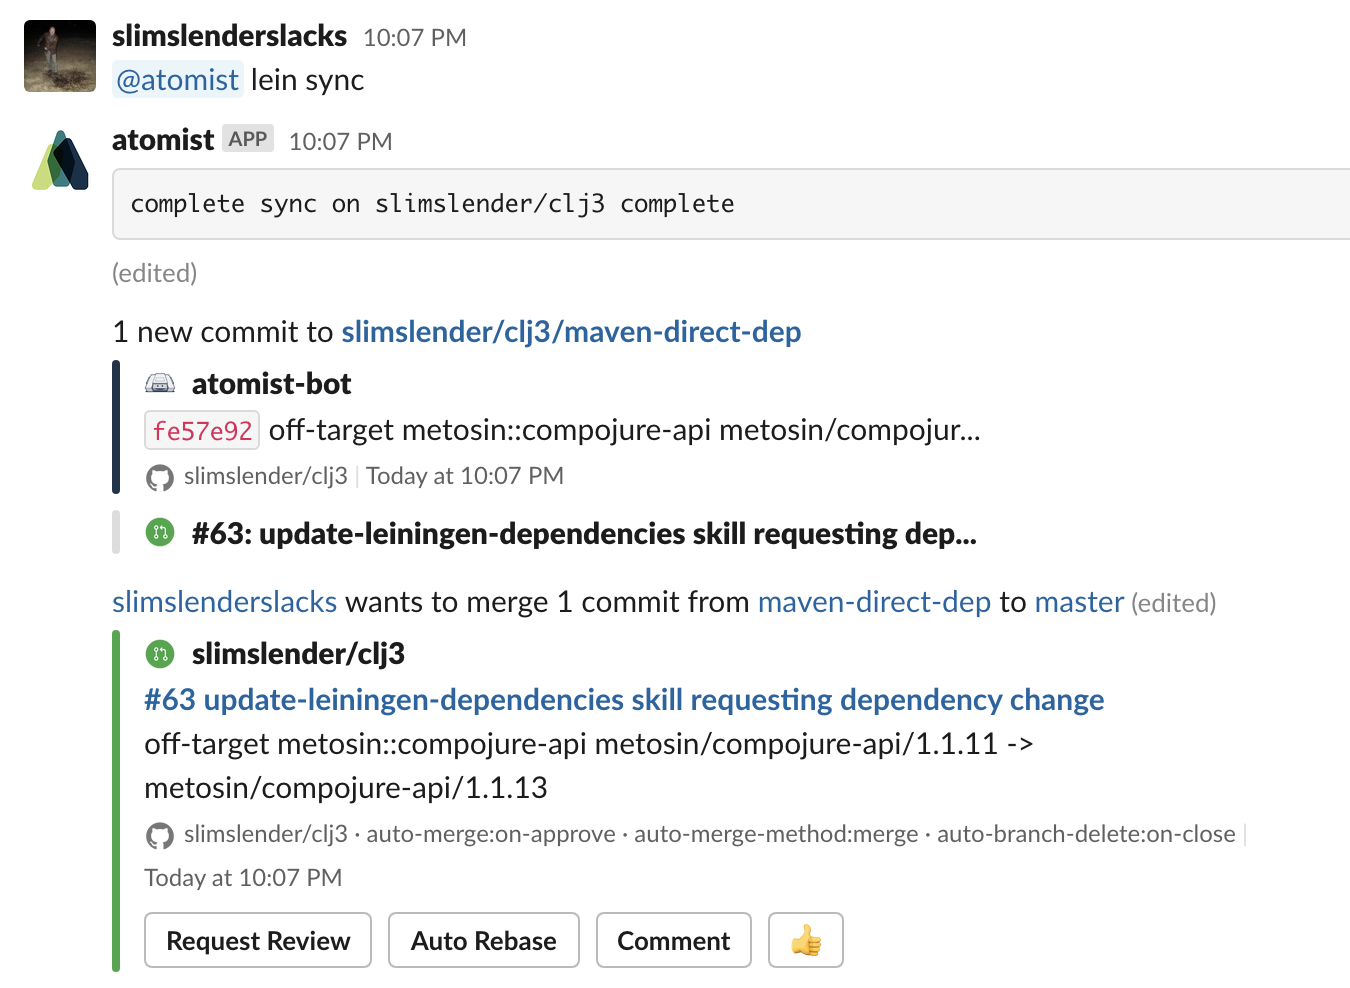 slimslenderslacks 10:07 PM
@atomist lein sync
atomist APP 10:07 PM
complete sync on slimslender/clj3 complete
(edited)
1 new commit to slimslender/clj3/maven-direct-dep
atomist-bot
fe57e92 off-target metosin::compojure-api metosin/compojur...
slimslender/clj3 | Today at 10:07 PM
#63: update-leiningen-dependencies skill requesting dep...
slimslenderslacks wants to merge 1 commit from maven-direct-dep to master (edited)
slimslender/clj3
#63 update-leiningen-dependencies skill requesting dependency change
off-target metosin::compojure-api metosin/compojure-api/1.1.11 ->
metosin/compojure-api/1.1.13
slimslender/clj3 · auto-merge:on-approve · auto-merge-method:merge · auto-branch-delete:on-close |
Today at 10:07 PM
Request Review Auto Rebase Comment 👍